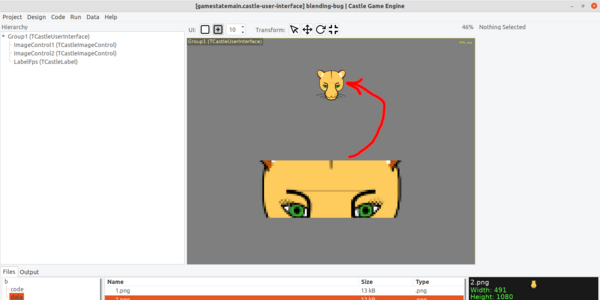 [gamestatemain.castle-user-interface] blending-bug | Castle Game Engine
Project Design Code Run Data Help
Hierarchy
Group1 (TCastleUserInterface)
ImageControl1 (TCastleImageControl)
ImageControl2 (TCastleImageControl)
LabelFps (TCastleLabel)
UI: 10 Transform: 46% Nothing Selected
Group1 (TCastleUserInterface)
Files Output
code
data
Name Size Type
1.png 13 kB .png
2.png 13 kB .png
2.png
Width: 491
Height: 1080